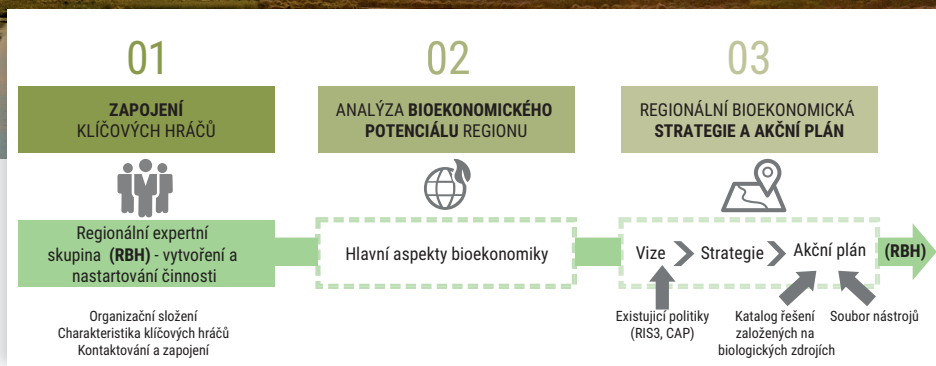 01
ZAPOJENÍ
KLÍČOVÝCH HRÁČŮ
Regionální expertní
skupina (RBH) - vytvoření a
nastartování činnosti
Organizační složení
Charakteristika klíčových hráčů
Kontaktování a zapojení
02
ANALÝZA BIOEKONOMICKÉHO
POTENCIÁLU REGIONU
Hlavní aspekty bioekonomiky
03
REGIONÁLNÍ BIOEKONOMICKÁ
STRATEGIE A AKČNÍ PLÁN
Vize
Strategie
Akční plán
(RBH)
Existující politiky
(RIS3, CAP)
Katalog řešení
založených na
biologických zdrojích
Soubor nástrojů